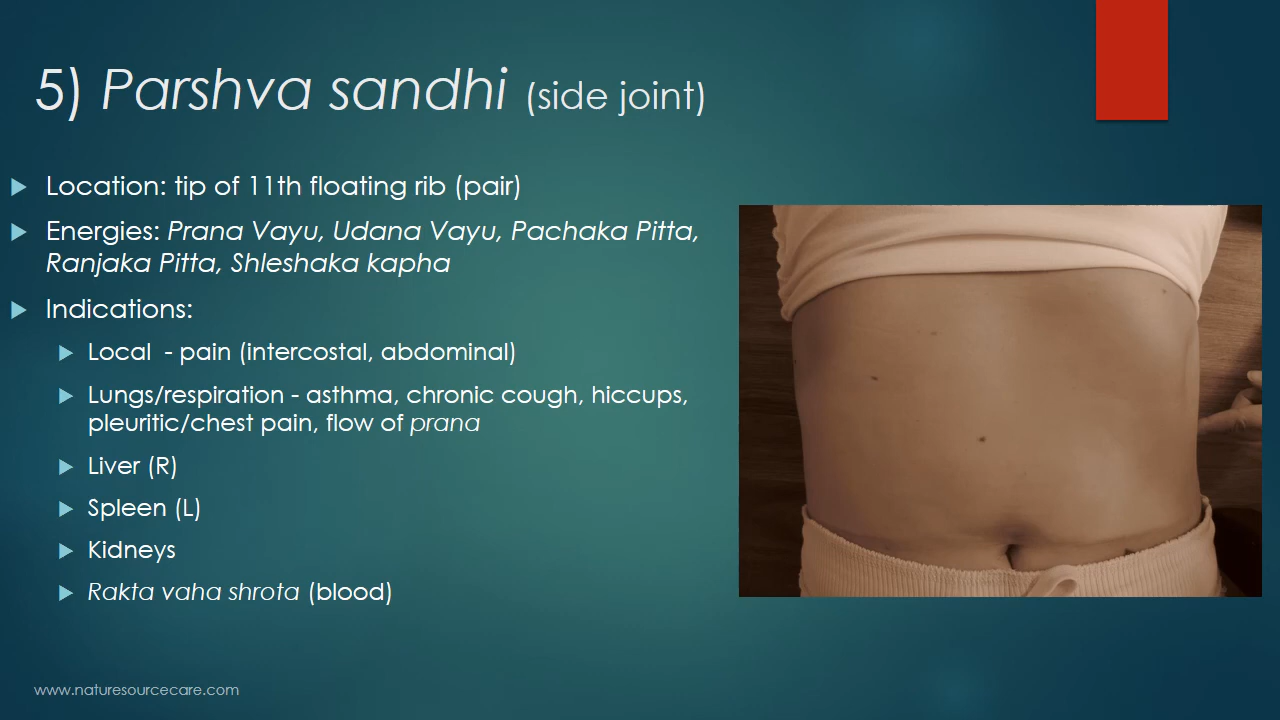 5) Parshva sandhi (side joint)
Location: tip of 11th floating rib (pair)
Energies: Prana Vayu, Udana Vayu, Pachaka Pitta,
Ranjaka Pitta, Shleshaka kapha
Indications:
Local  - pain (intercostal, abdominal)
Lungs/respiration - asthma, chronic cough, hiccups,
pleuritic/chest pain, flow of prana
Liver (R)
Spleen (L)
Kidneys
Rakta vaha shrota (blood)
www.naturesourcecare.com